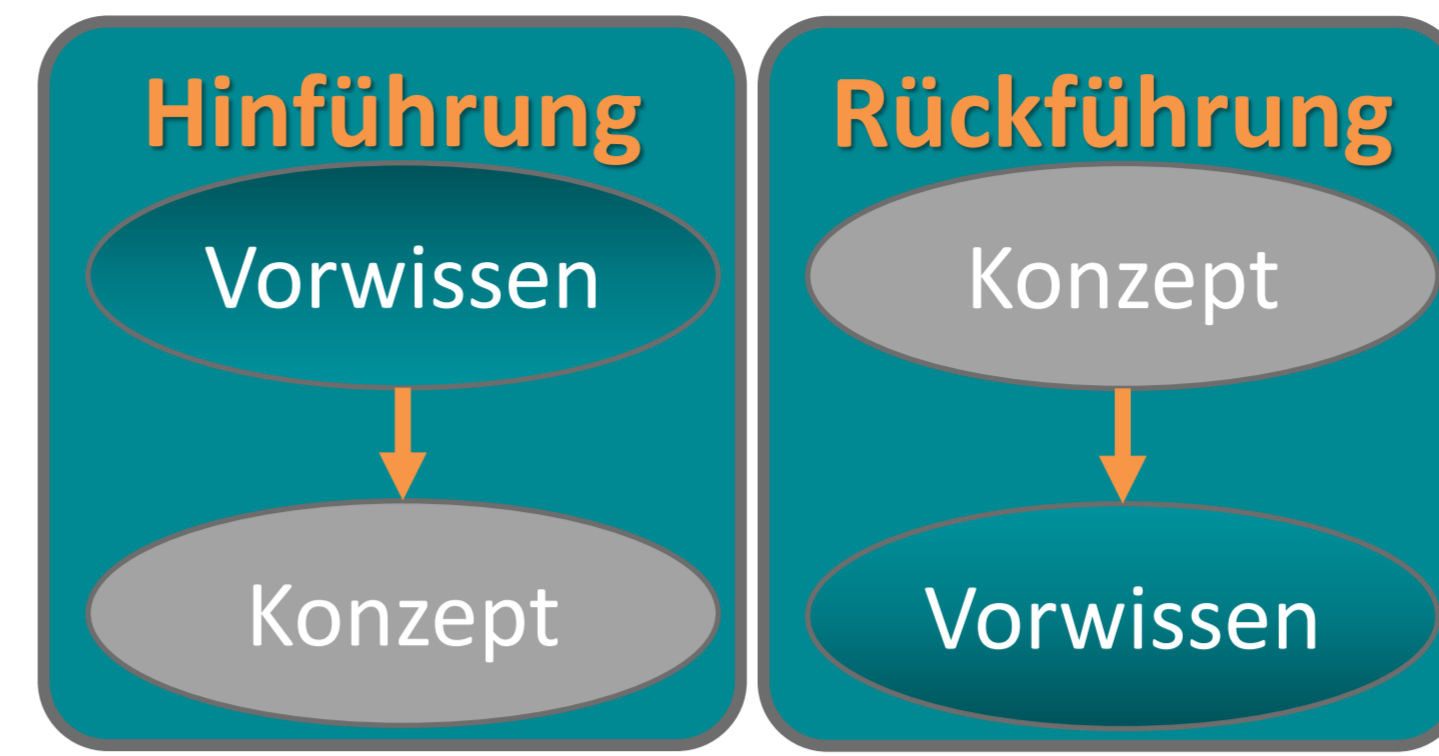 Hinführung
Vorwissen
Konzept
Rückführung
Konzept
Vorwissen